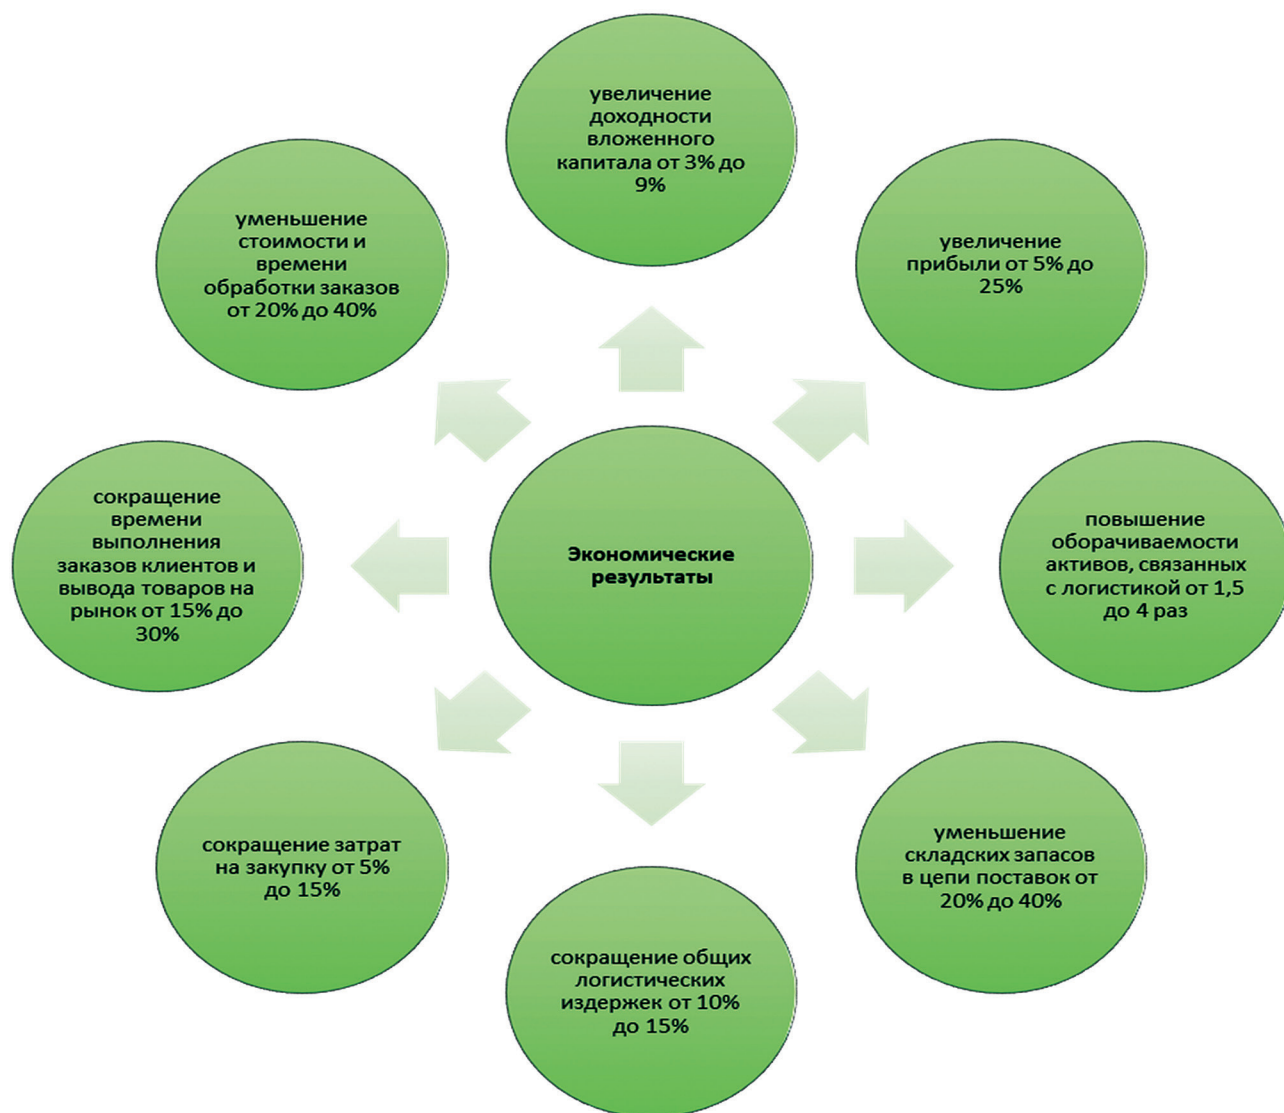 увеличение
доходности
вложенного
капитала от 3% до
9%
увеличение
прибыли от 5% до
25%
повышение
оборачиваемости
активов, связанных
с логистикой от 1,5
до 4 раз
уменьшение
складских запасов
в цепи поставок от
20% до 40%
сокращение общих
логистических
издержек от 10%
до 15%
сокращение затрат
на закупку от 5%
до 15%
сокращение
времени
выполнения
заказов клиентов и
вывода товаров на
рынок от 15% до
30%
уменьшение
стоимости и
времени
обработки заказов
от 20% до 40%
Экономические
результаты